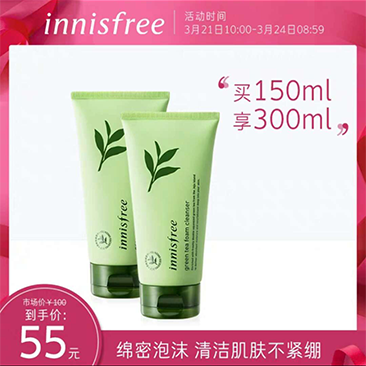 innisfree
活动时间
3月21日10:00-3月24日08:59
“买150ml
享300ml”
innisfree
innisfree
green tea foam cleanser
市场价¥100
到手价:
55元
绵密泡沫 清洁肌肤不紧绷